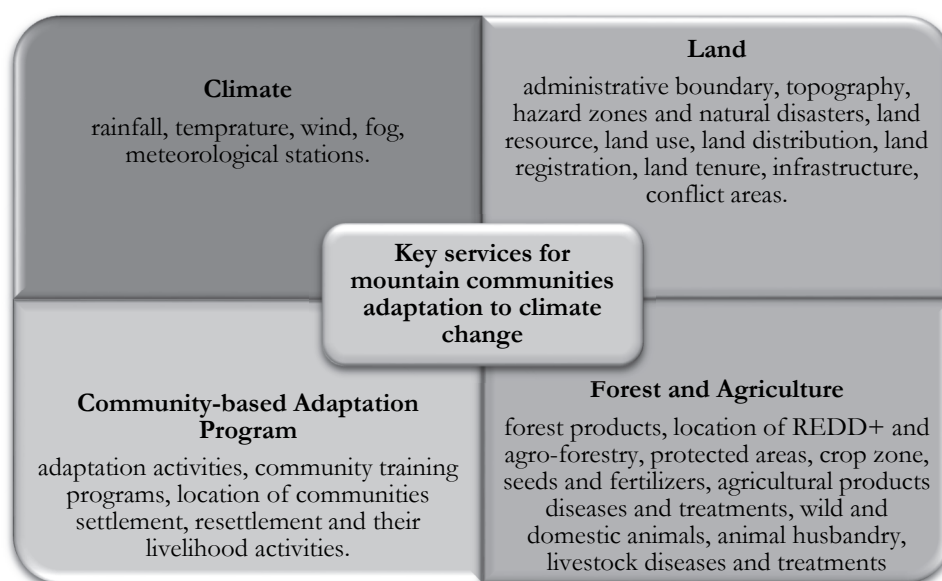 Climate
rainfall, temprature, wind, fog,
meteorological stations.
Land
administrative boundary, topography,
hazard zones and natural disasters, land
resource, land use, land distribution, land
registration, land tenure, infrastructure,
conflict areas.
Key services for
mountain communities
adaptation to climate
change
Community-based Adaptation
Program
adaptation activities, community training
programs, location of communities
settlement, resettlement and their
livelihood activities.
Forest and Agriculture
forest products, location of REDD+ and
agro-forestry, protected areas, crop zone,
seeds and fertilizers, agricultural products
diseases and treatments, wild and
domestic animals, animal husbandry,
livestock diseases and treatments